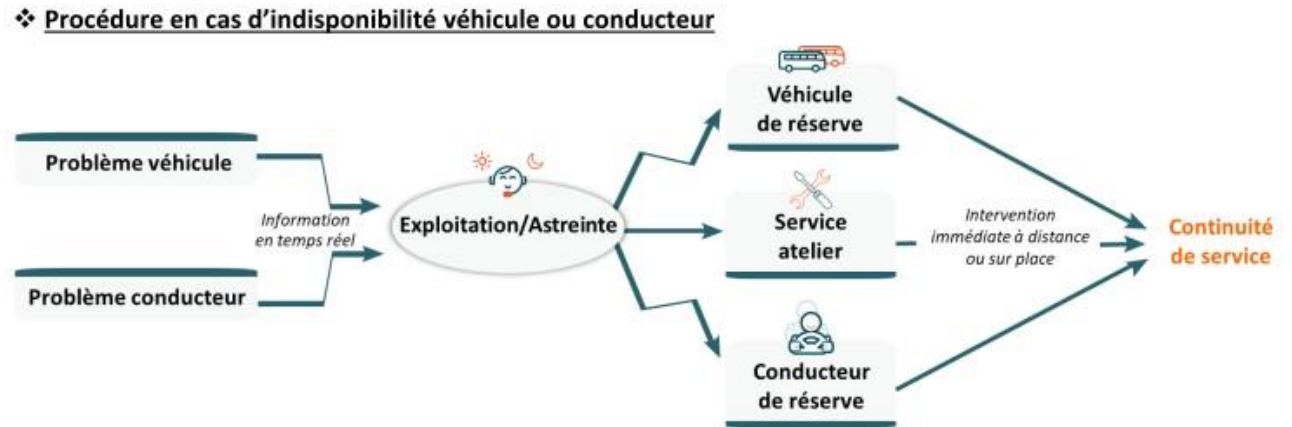 ❖ Procédure en cas d’indisponibilité véhicule ou conducteur
Problème véhicule
Problème conducteur
Information
en temps réel
Exploitation/Astreinte
Véhicule
de réserve
Service
atelier
Conducteur
de réserve
Intervention
immédiate à distance
ou sur place
Continuité
de service